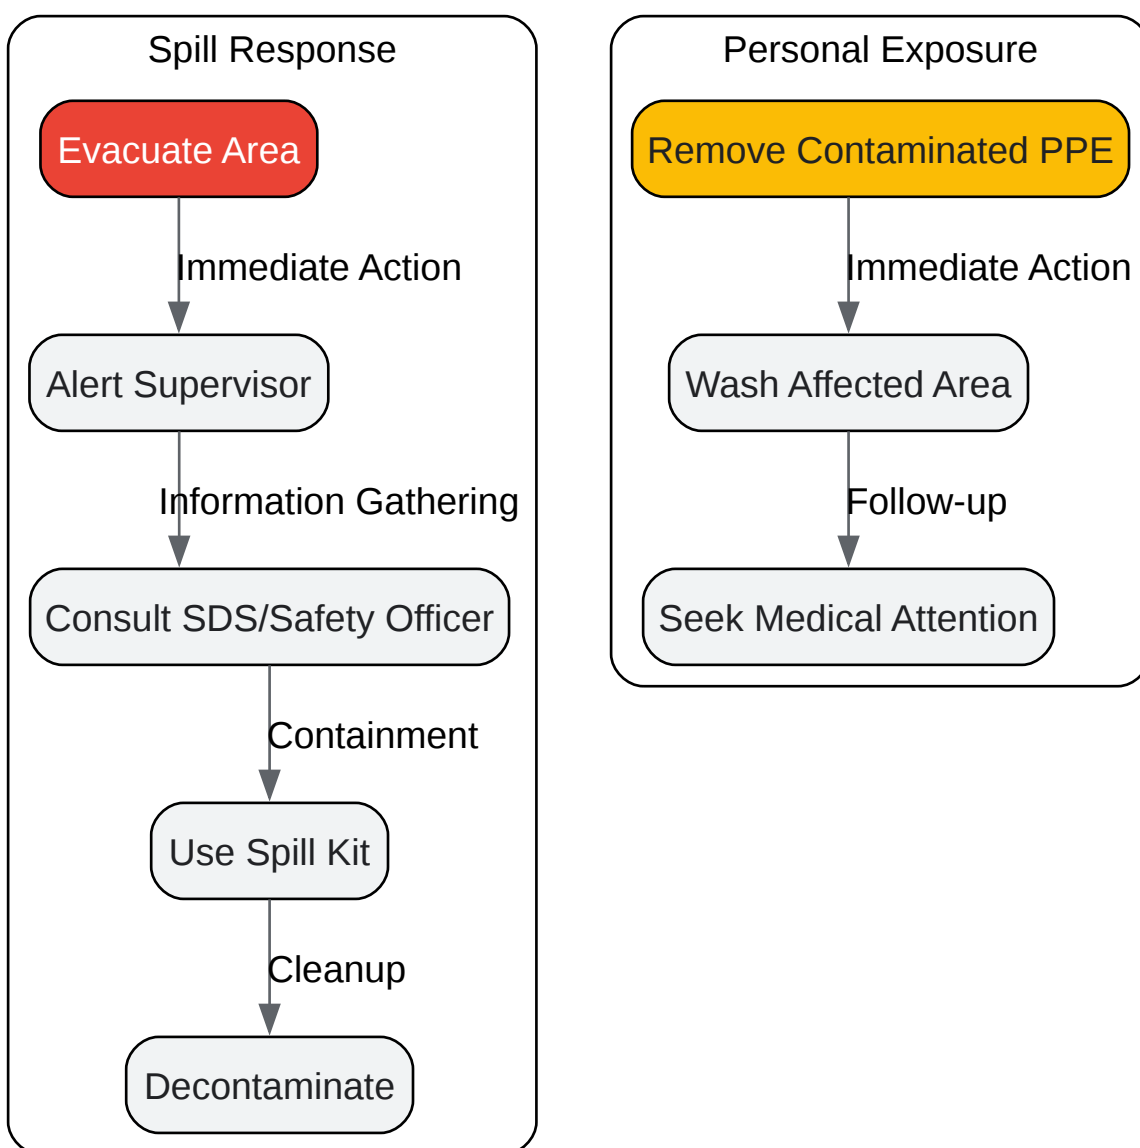 Spill Response
Evacuate Area
Immediate Action
Alert Supervisor
Information Gathering
Consult SDS/Safety Officer
Containment
Use Spill Kit
Cleanup
Decontaminate
Personal Exposure
Remove Contaminated PPE
Immediate Action
Wash Affected Area
Follow-up
Seek Medical Attention